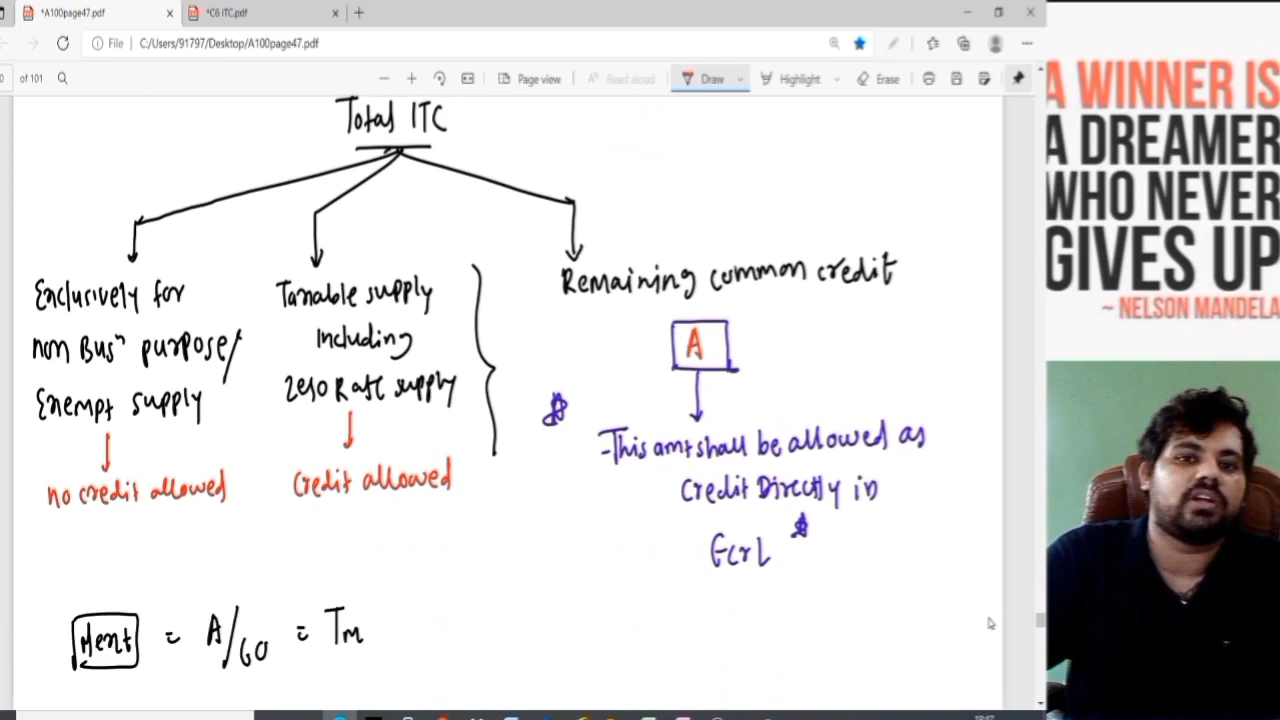 *A100page47.pdf
*C6 ITC.pdf
File
C:/Users/91797/Desktop/A100page47.pdf
of 101
Page view
Read aloud
Draw
Highlight
Erase
Total ITC
Exclusively for
non Busⁿ purpose/
Exempt supply
no credit allowed
Taxable supply
Including
Zero Rate supply
Credit allowed
Remaining common credit
A
-This amt shall be allowed as
Credit Directly in
EcrL
Next = A/60 = Tm
A WINNER IS
A DREAMER
WHO NEVER
GIVES UP
~ NELSON MANDELA